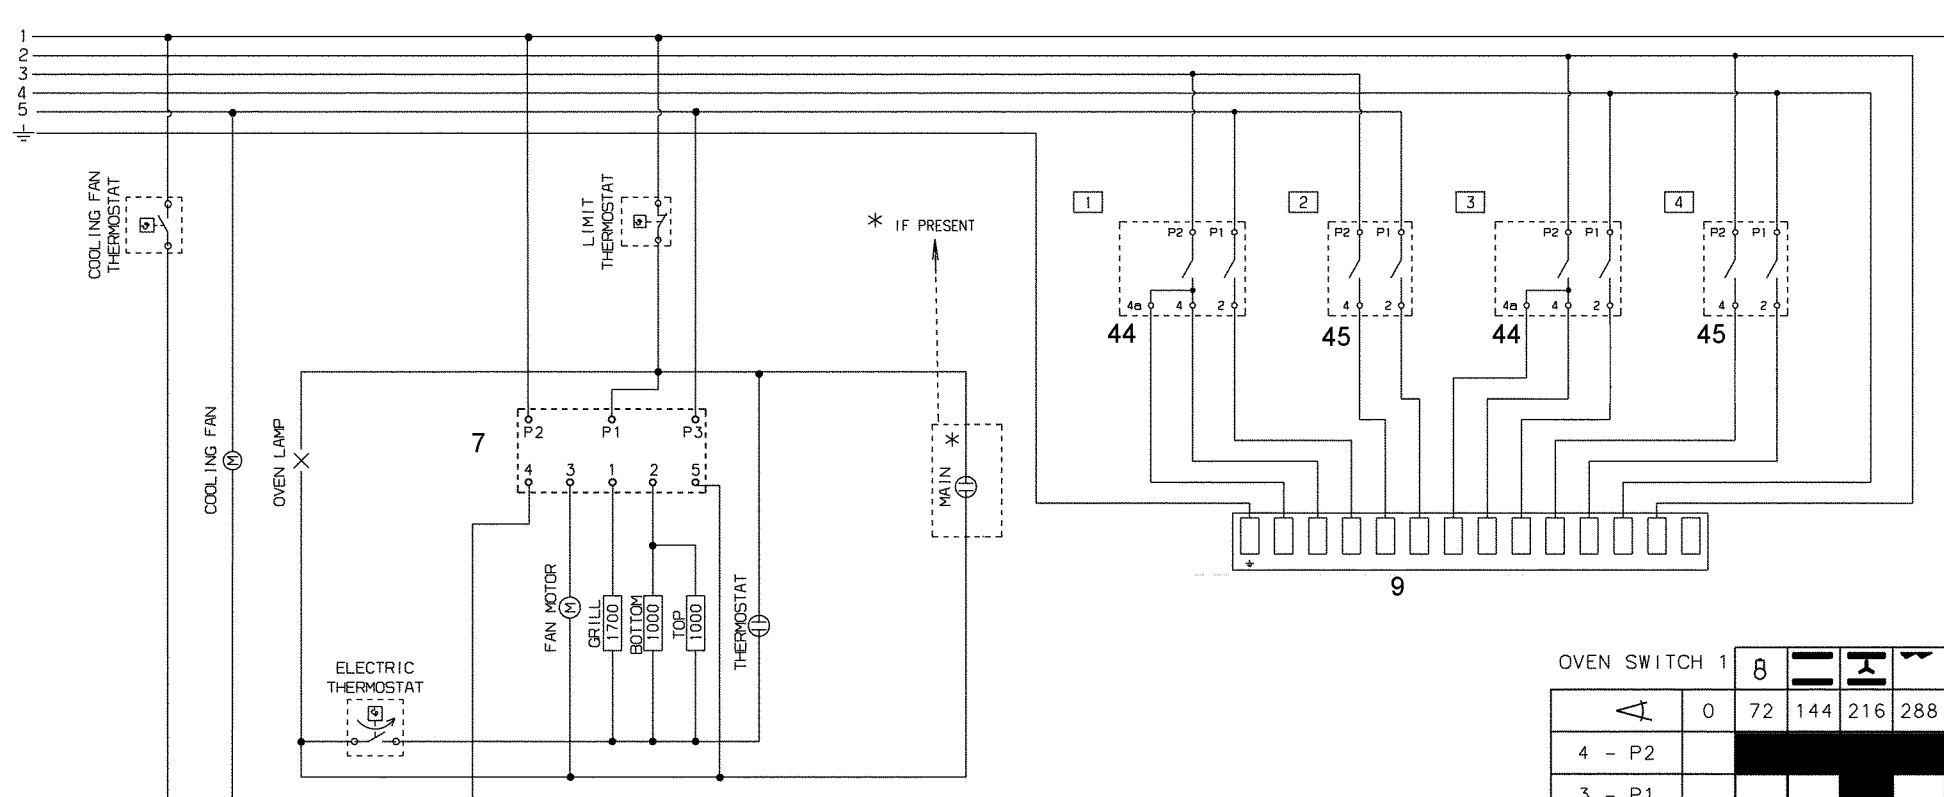 1
2
3
4
5
COOLING FAN
THERMOSTAT
LIMIT
THERMOSTAT
* IF PRESENT
1
2
3
4
P2 P1
P2 P1
P2 P1
P2 P1
4a 4 2
4 2
4a 4 2
4 2
44
45
44
45
COOLING FAN
M
OVEN LAMP
7
P2 P1 P3
4 3 1 2 5
*
MAIN
9
FAN MOTOR
M
GRILL
1700
BOTTOM
1000
TOP
1000
THERMOSTAT
ELECTRIC
THERMOSTAT
OVEN SWITCH 1
0 72 144 216 288
4 - P2
3 - P1